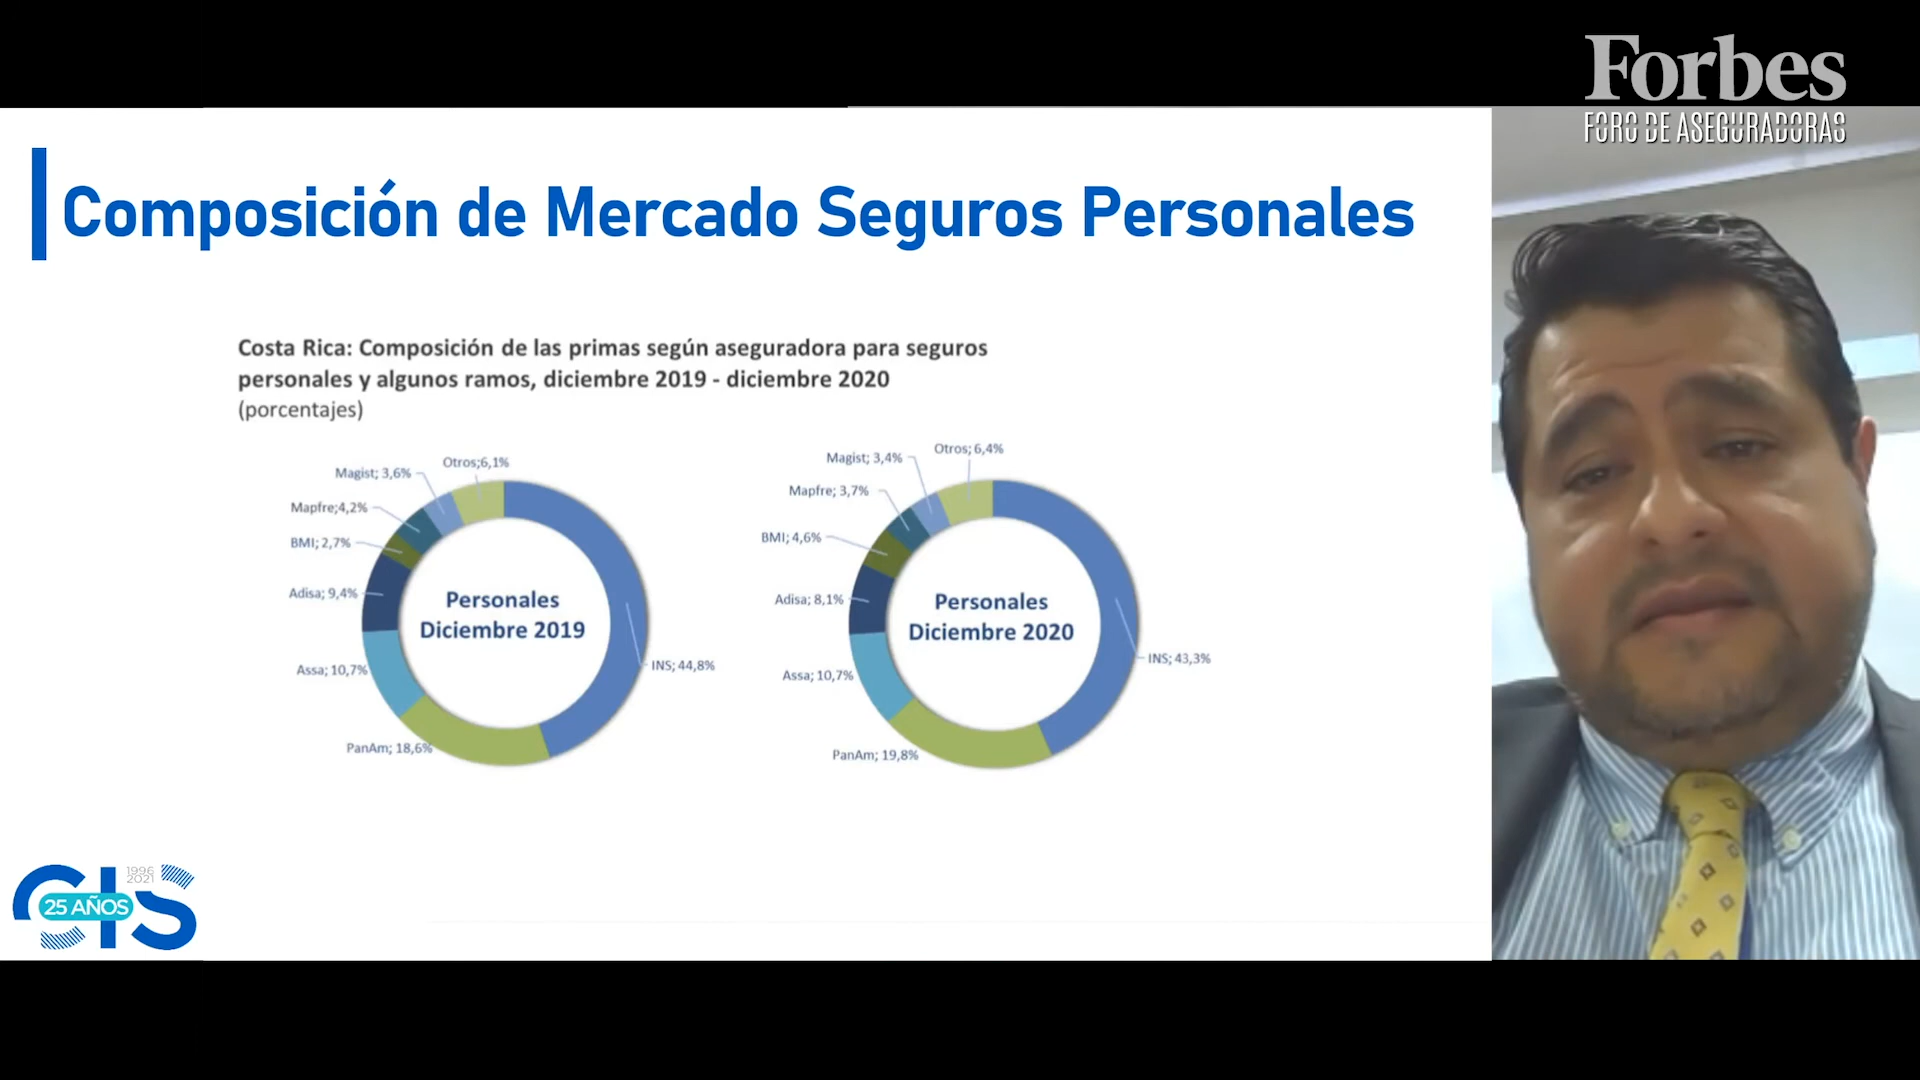 Forbes
FORO DE ASEGURADORAS
Composición de Mercado Seguros Personales
Costa Rica: Composición de las primas según aseguradora para seguros
personales y algunos ramos, diciembre 2019 - diciembre 2020
(porcentajes)
Otros;6,1%
Magist; 3,6%
Mapfre;4,2%
BMI; 2,7%
Adisa; 9,4%
Assa; 10,7%
PanAm; 18,6%
INS; 44,8%
Personales
Diciembre 2019
Otros; 6,4%
Magist; 3,4%
Mapfre; 3,7%
BMI; 4,6%
Adisa; 8,1%
Assa; 10,7%
PanAm; 19,8%
INS; 43,3%
Personales
Diciembre 2020
CIS
1996
2021
25 AÑOS